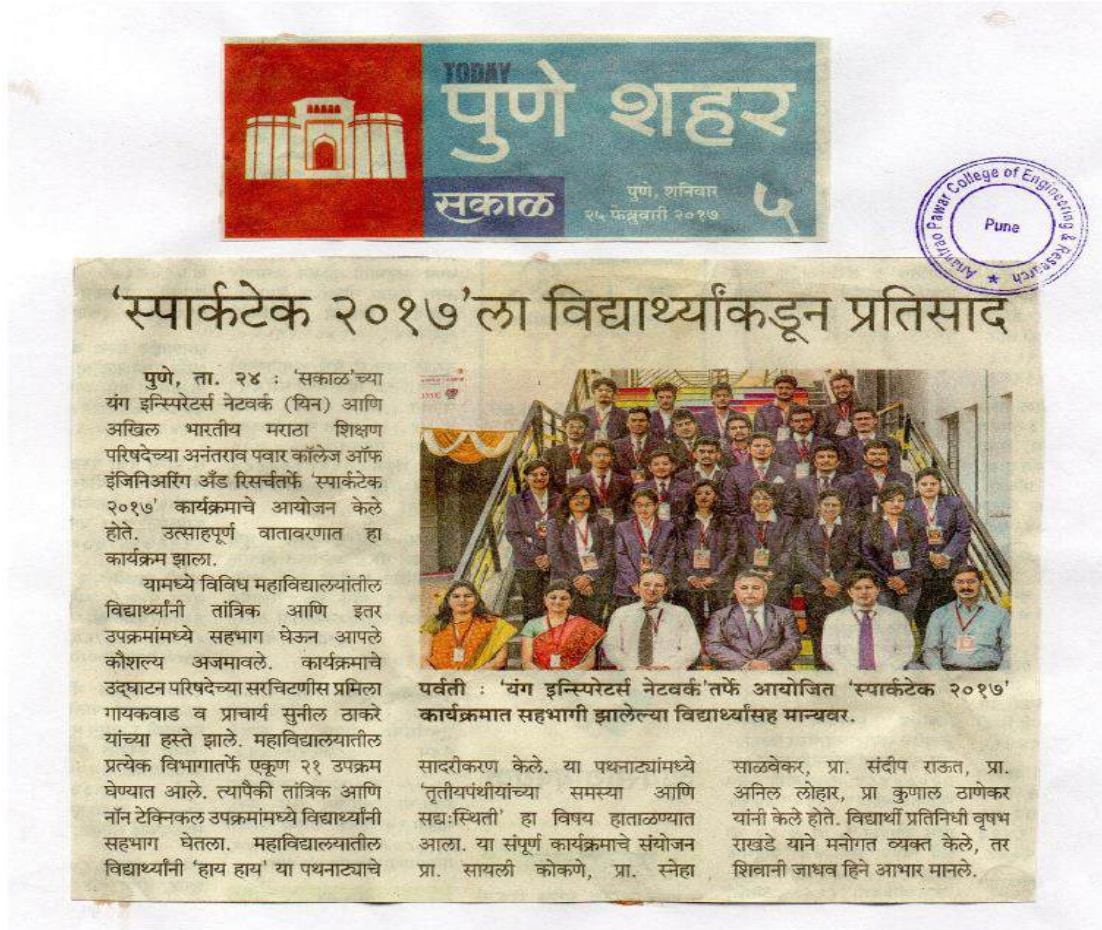 TODAY
पुणे शहर
सकाळ
पुणे, शनिवार
२५ फेब्रुवारी २०१७
५
Anantrao Pawar College of Engineering & Research
Pune
'स्पार्कटेक २०१७'ला विद्यार्थ्यांकडून प्रतिसाद
पुणे, ता. २४ : 'सकाळ'च्या
यंग इन्स्पिरेटर्स नेटवर्क (यिन) आणि
अखिल भारतीय मराठा शिक्षण
परिषदेच्या अनंतराव पवार कॉलेज ऑफ
इंजिनिअरिंग अँड रिसर्चतर्फे 'स्पार्कटेक
२०१७' कार्यक्रमाचे आयोजन केले
होते. उत्साहपूर्ण वातावरणात हा
कार्यक्रम झाला.
यामध्ये विविध महाविद्यालयांतील
विद्यार्थ्यांनी तांत्रिक आणि इतर
उपक्रमांमध्ये सहभाग घेऊन आपले
कौशल्य अजमावले. कार्यक्रमाचे
उद्‌घाटन परिषदेच्या सरचिटणीस प्रमिला
गायकवाड व प्राचार्य सुनील ठाकरे
यांच्या हस्ते झाले. महाविद्यालयातील
प्रत्येक विभागातर्फे एकूण २१ उपक्रम
घेण्यात आले. त्यापैकी तांत्रिक आणि
नॉन टेक्निकल उपक्रमांमध्ये विद्यार्थ्यांनी
सहभाग घेतला. महाविद्यालयातील
विद्यार्थ्यांनी 'हाय हाय' या पथनाट्याचे
पर्वती : 'यंग इन्स्पिरेटर्स नेटवर्क'तर्फे आयोजित 'स्पार्कटेक २०१७'
कार्यक्रमात सहभागी झालेल्या विद्यार्थ्यांसह मान्यवर.
सादरीकरण केले. या पथनाट्यांमध्ये
'तृतीयपंथीयांच्या समस्या आणि
सद्यःस्थिती' हा विषय हाताळण्यात
आला. या संपूर्ण कार्यक्रमाचे संयोजन
प्रा. सायली कोकणे, प्रा. स्नेहा
साळवेकर, प्रा. संदीप राऊत, प्रा.
अनिल लोहार, प्रा कुणाल ठाणेकर
यांनी केले होते. विद्यार्थी प्रतिनिधी वृषभ
राखडे याने मनोगत व्यक्त केले, तर
शिवानी जाधव हिने आभार मानले.